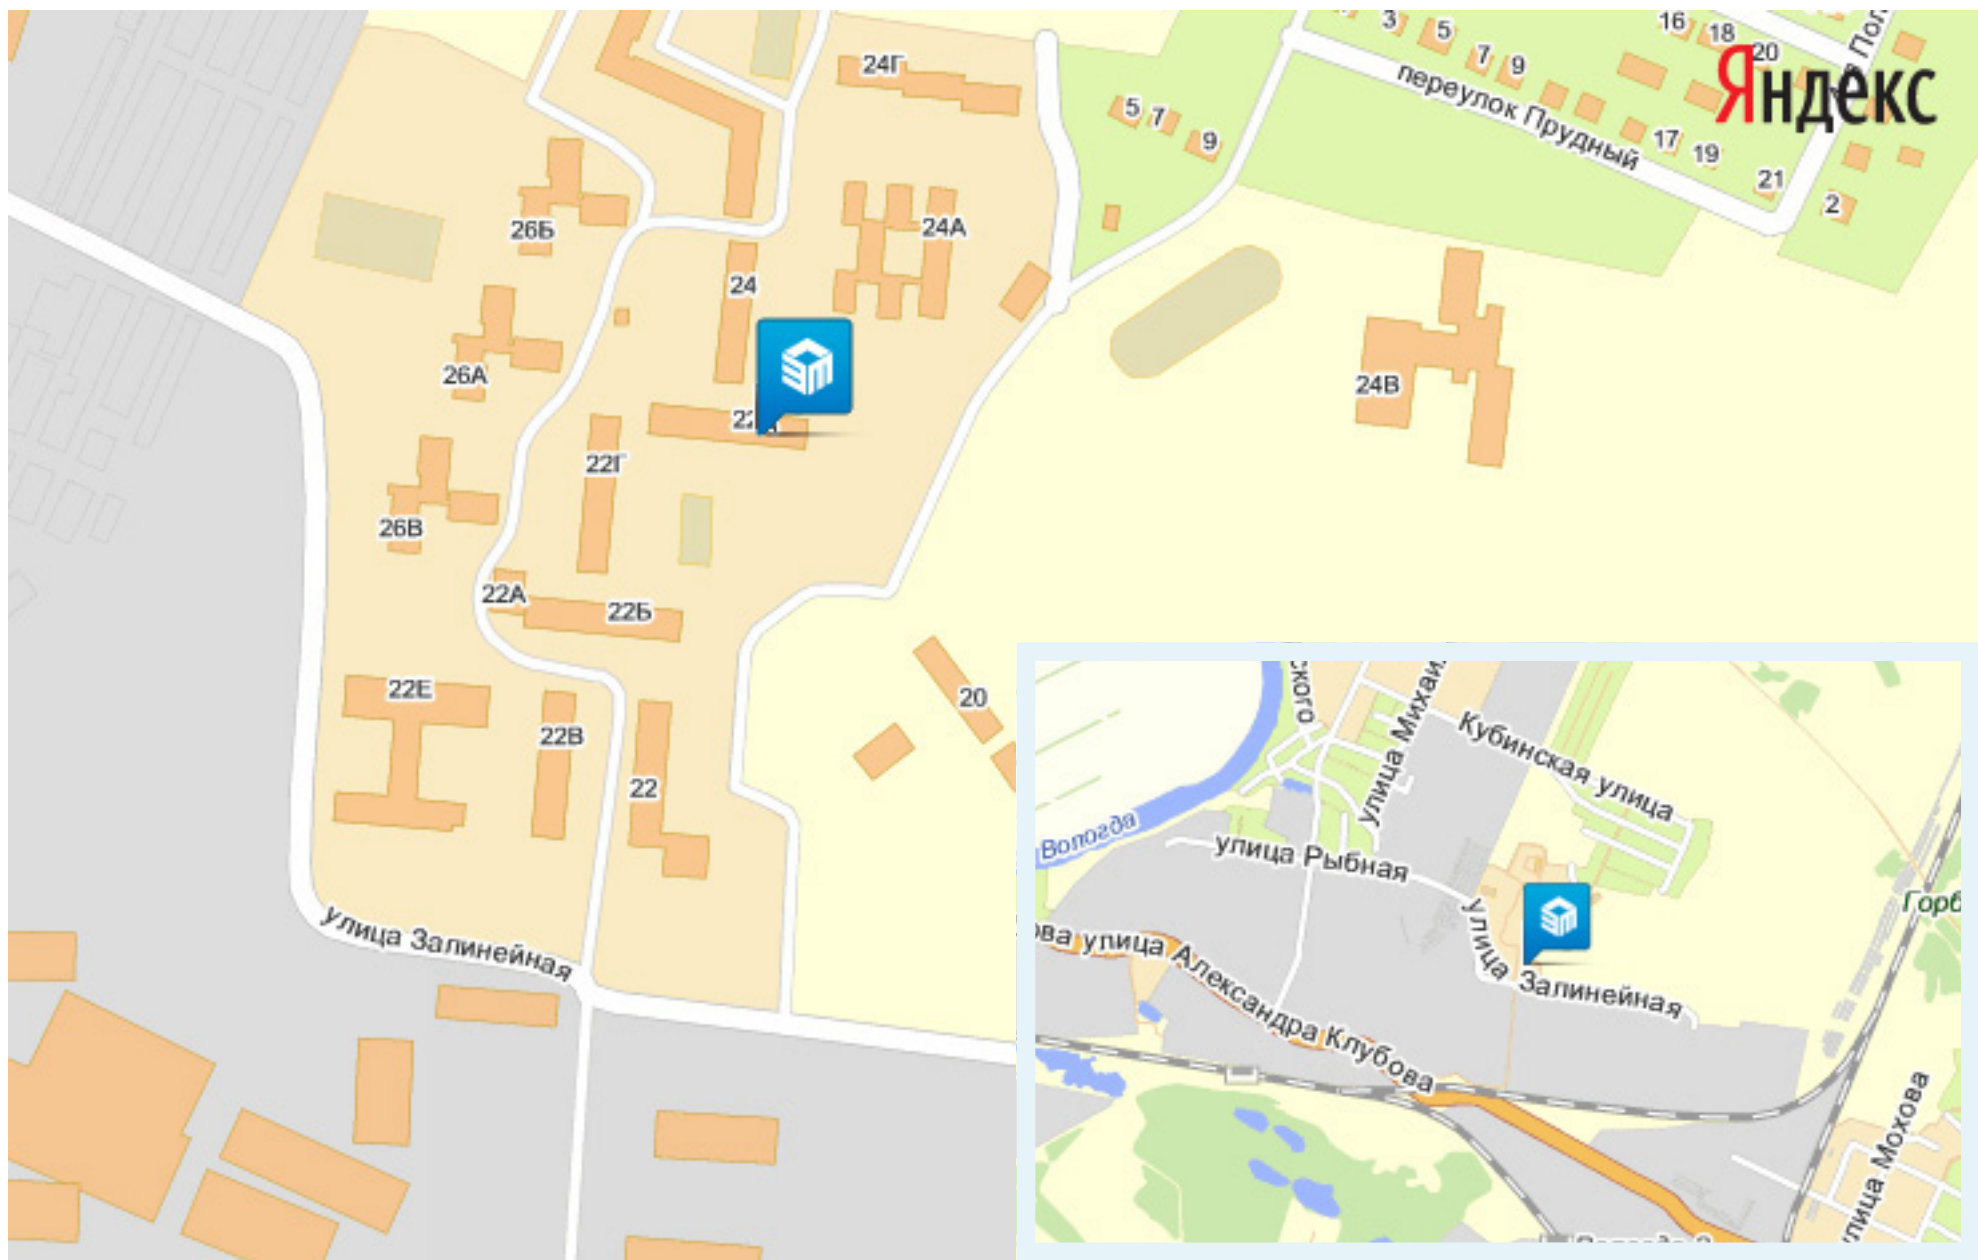 3
5
7
9
16
18
20
Яндекс
переулок Прудный
17
19
21
2
24Г
5
7
9
26Б
24А
24
26А
24В
22Г
26В
22А
22Б
22Е
22В
22
20
улица Залинейная
Кубинская улица
Вологда
улица Рыбная
улица Залинейная
улица Александра Клубова